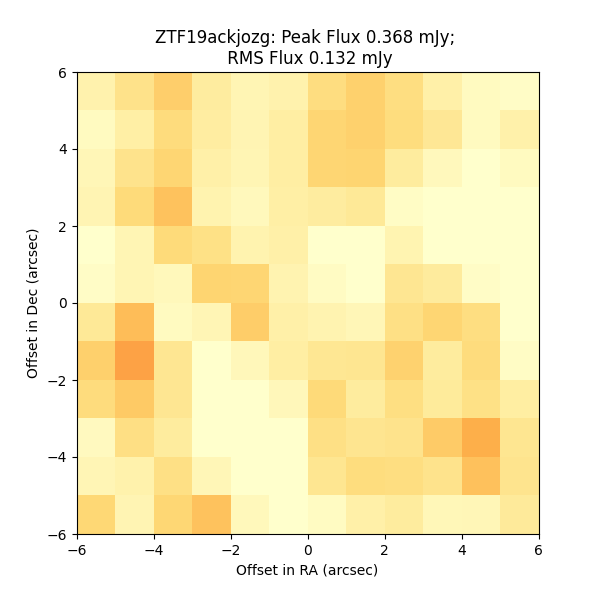 ZTF19ackjozg: Peak Flux 0.368 mJy;
RMS Flux 0.132 mJy
6
4
2
0
−2
−4
−6
Offset in Dec (arcsec)
−6 −4 −2 0 2 4 6
Offset in RA (arcsec)